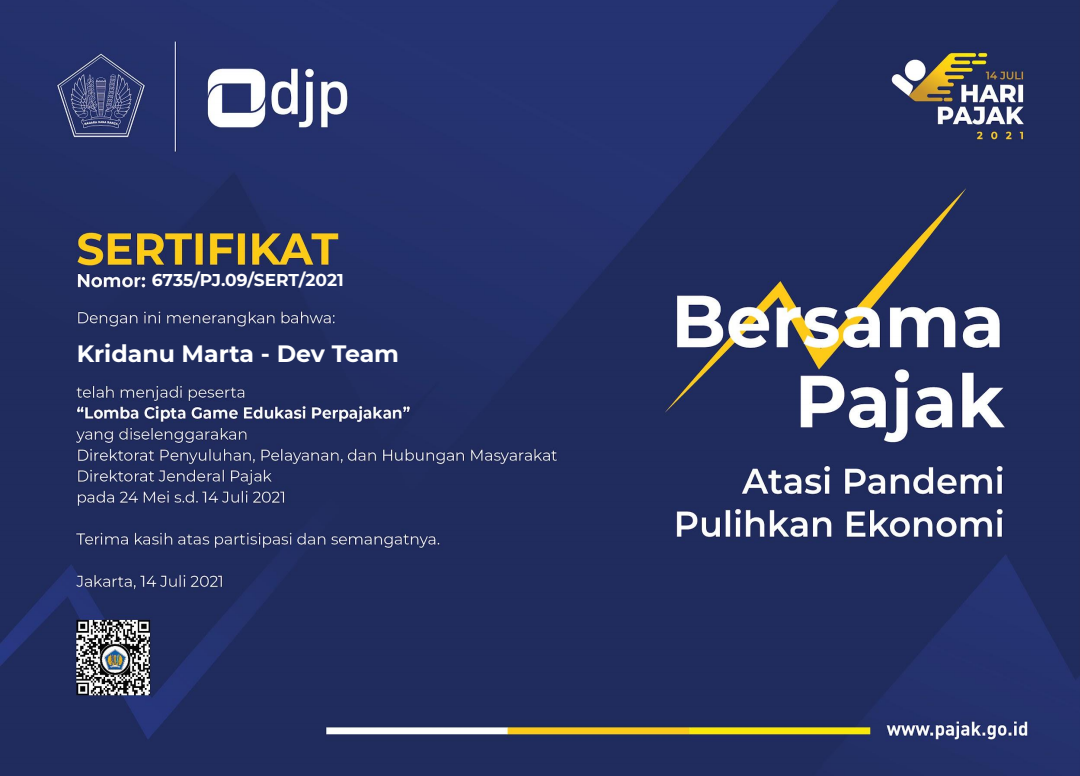 djp
14 JULI
HARI
PAJAK
2021
SERTIFIKAT
Nomor: 6735/PJ.09/SERT/2021
Dengan ini menerangkan bahwa:
Kridanu Marta - Dev Team
telah menjadi peserta
“Lomba Cipta Game Edukasi Perpajakan”
yang diselenggarakan
Direktorat Penyuluhan, Pelayanan, dan Hubungan Masyarakat
Direktorat Jenderal Pajak
pada 24 Mei s.d. 14 Juli 2021
Terima kasih atas partisipasi dan semangatnya.
Jakarta, 14 Juli 2021
Bersama
Pajak
Atasi Pandemi
Pulihkan Ekonomi
www.pajak.go.id